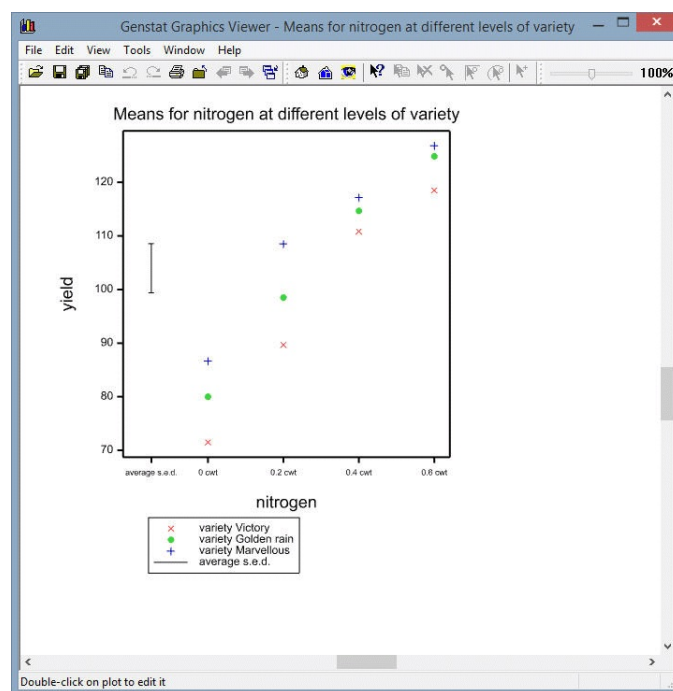 Genstat Graphics Viewer - Means for nitrogen at different levels of variety
File Edit View Tools Window Help
100%
Means for nitrogen at different levels of variety
120
110
100
90
80
70
yield
average s.e.d. 0 cwt 0.2 cwt 0.4 cwt 0.6 cwt
nitrogen
variety Victory
variety Golden rain
variety Marvellous
average s.e.d.
Double-click on plot to edit it